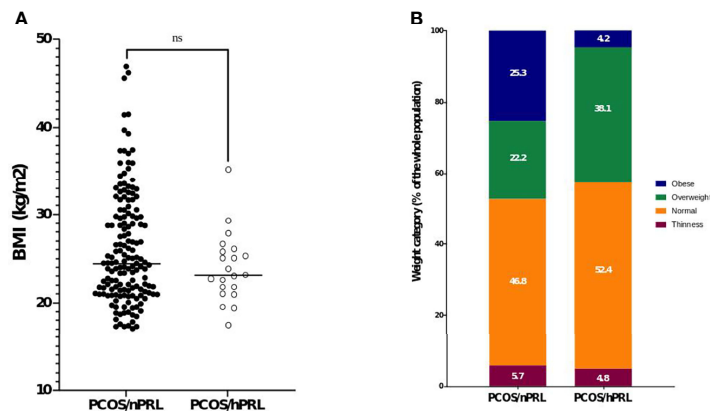 A
BMI (kg/m2)
50
40
30
20
10
ns
PCOS/nPRL
PCOS/hPRL
B
Weight category (% of the whole population)
100
80
60
40
20
0
25.3
22.2
46.8
5.7
4.2
38.1
52.4
4.8
PCOS/nPRL
PCOS/hPRL
Obese
Overweight
Normal
Thinness